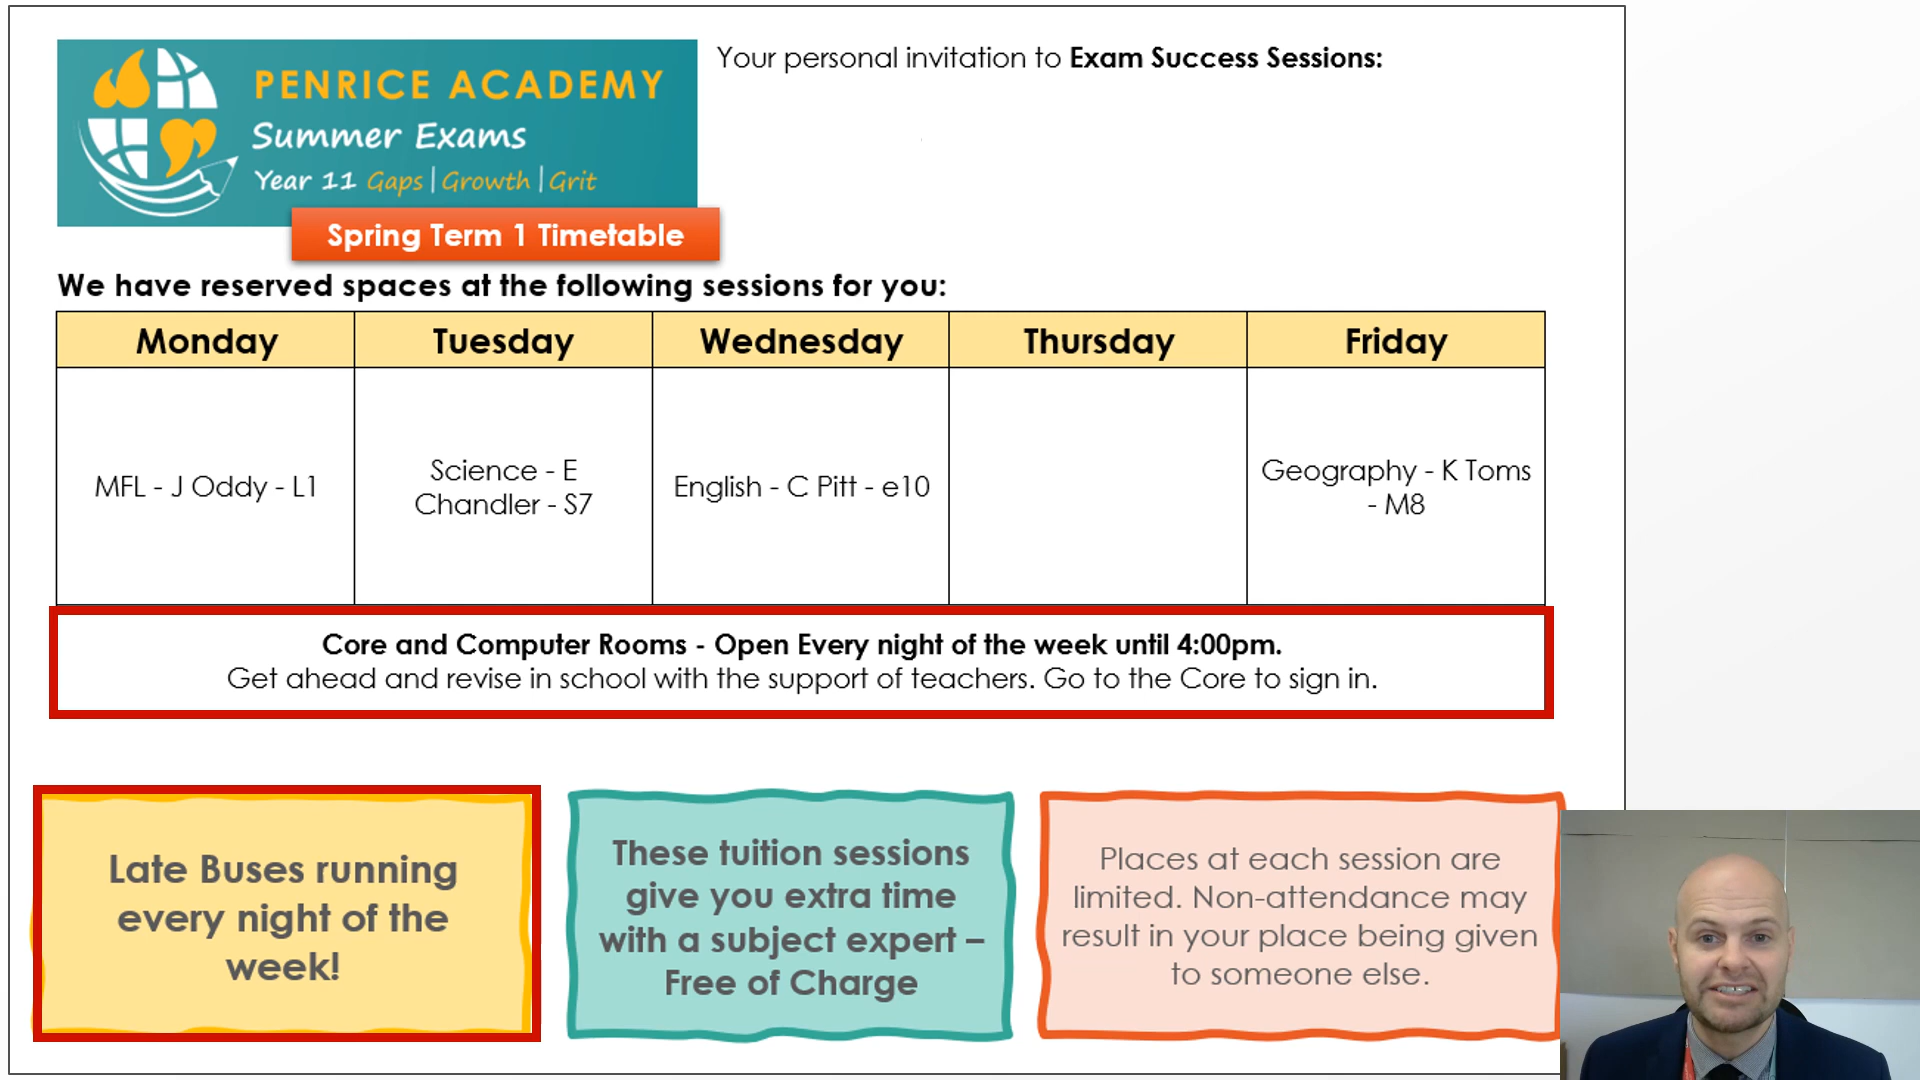 PENRICE ACADEMY
Summer Exams
Year 11 Gaps | Growth | Grit
Spring Term 1 Timetable
Your personal invitation to Exam Success Sessions:
We have reserved spaces at the following sessions for you:
Monday Tuesday Wednesday Thursday Friday
MFL - J Oddy - L1
Science - E
Chandler - S7
English - C Pitt - e10
Geography - K Toms
- M8
Core and Computer Rooms - Open Every night of the week until 4:00pm.
Get ahead and revise in school with the support of teachers. Go to the Core to sign in.
Late Buses running
every night of the
week!
These tuition sessions
give you extra time
with a subject expert –
Free of Charge
Places at each session are
limited. Non-attendance may
result in your place being given
to someone else.